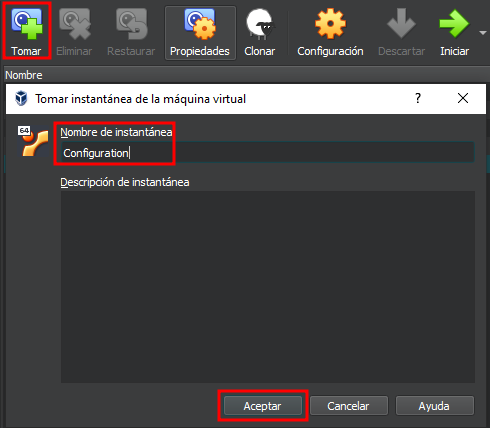 Tomar Eliminar Restaurar Propiedades Clonar Configuración Descartar Iniciar
Nombre
Tomar instantánea de la máquina virtual
64
Nombre de instantánea
Configuration
Descripción de instantánea
Aceptar Cancelar Ayuda